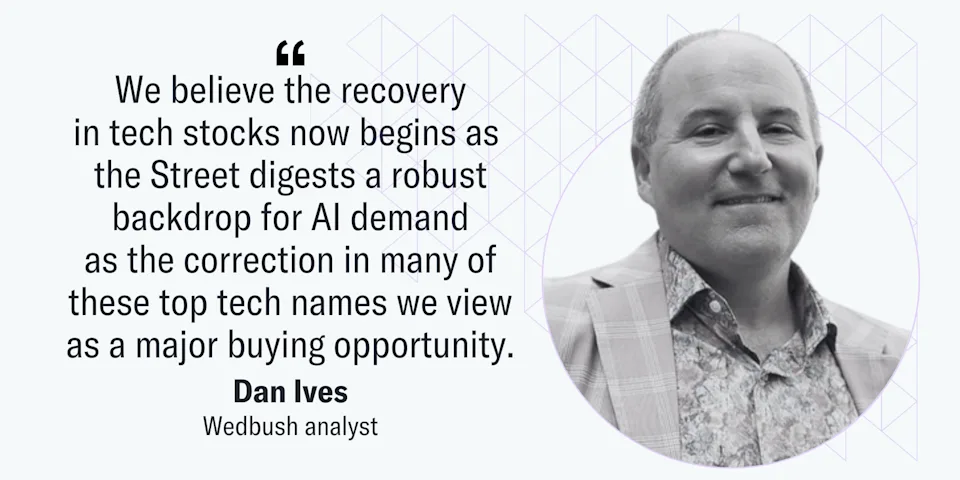 “
We believe the recovery
in tech stocks now begins as
the Street digests a robust
backdrop for AI demand
as the correction in many of
these top tech names we view
as a major buying opportunity.
Dan Ives
Wedbush analyst